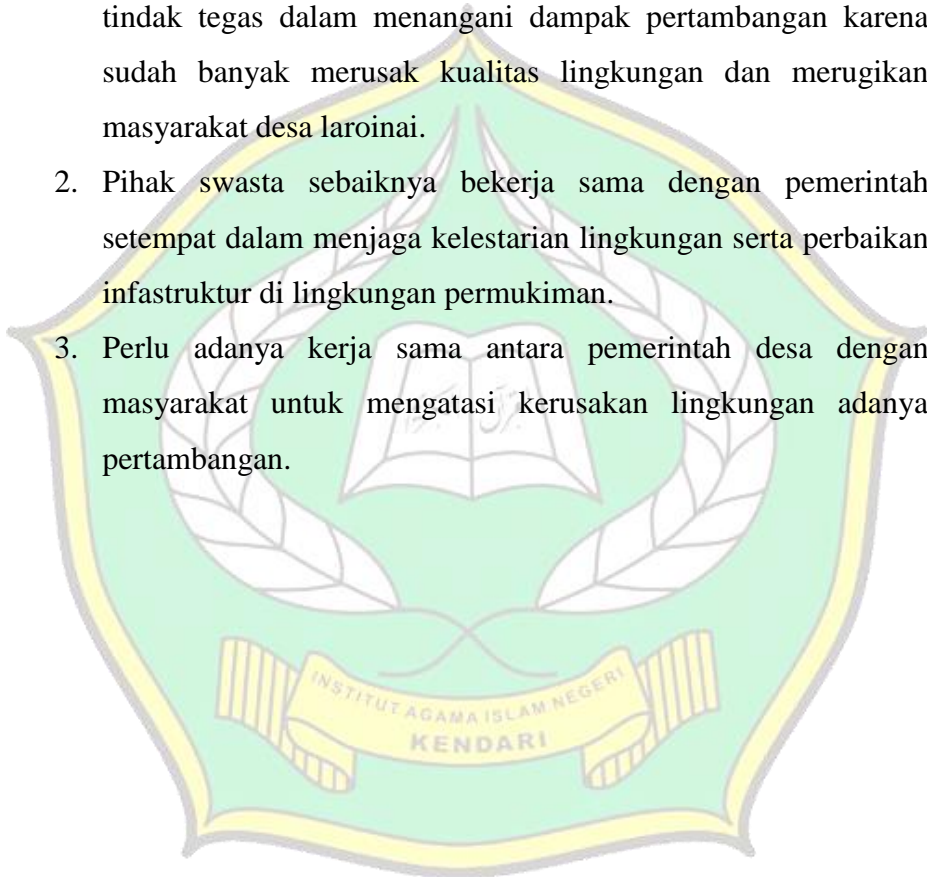 tindak tegas dalam menangani dampak pertambangan karena
sudah banyak merusak kualitas lingkungan dan merugikan
masyarakat desa laroinai.
2. Pihak swasta sebaiknya bekerja sama dengan pemerintah
setempat dalam menjaga kelestarian lingkungan serta perbaikan
infastruktur di lingkungan permukiman.
3. Perlu adanya kerja sama antara pemerintah desa dengan
masyarakat untuk mengatasi kerusakan lingkungan adanya
pertambangan.
INSTITUT AGAMA ISLAM NEGERI
KENDARI